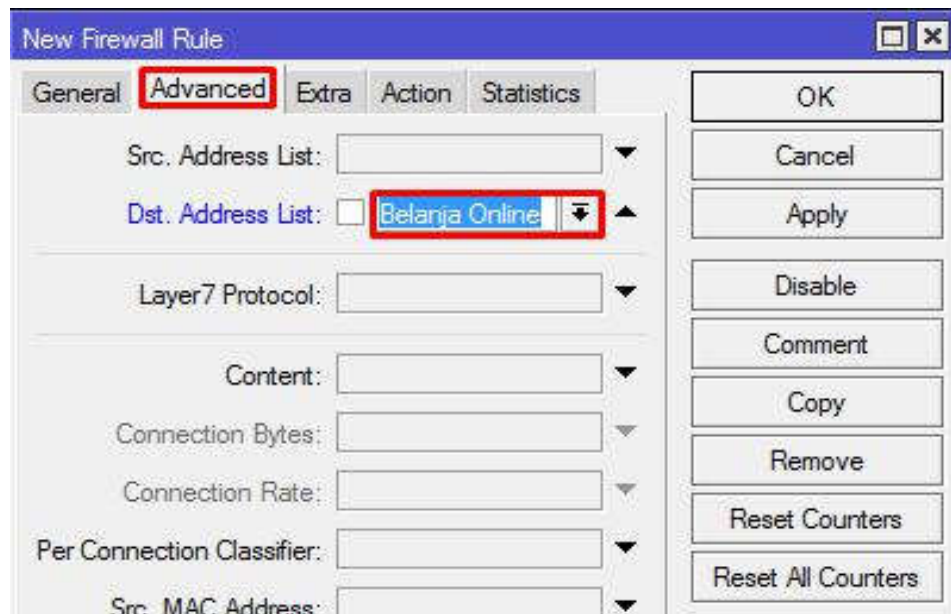 New Firewall Rule
General Advanced Extra Action Statistics
OK
Src. Address List:
Cancel
Dst. Address List: Belanja Online
Apply
Layer7 Protocol:
Disable
Comment
Content:
Copy
Connection Bytes:
Remove
Connection Rate:
Reset Counters
Per Connection Classifier:
Reset All Counters
Src. MAC Address: